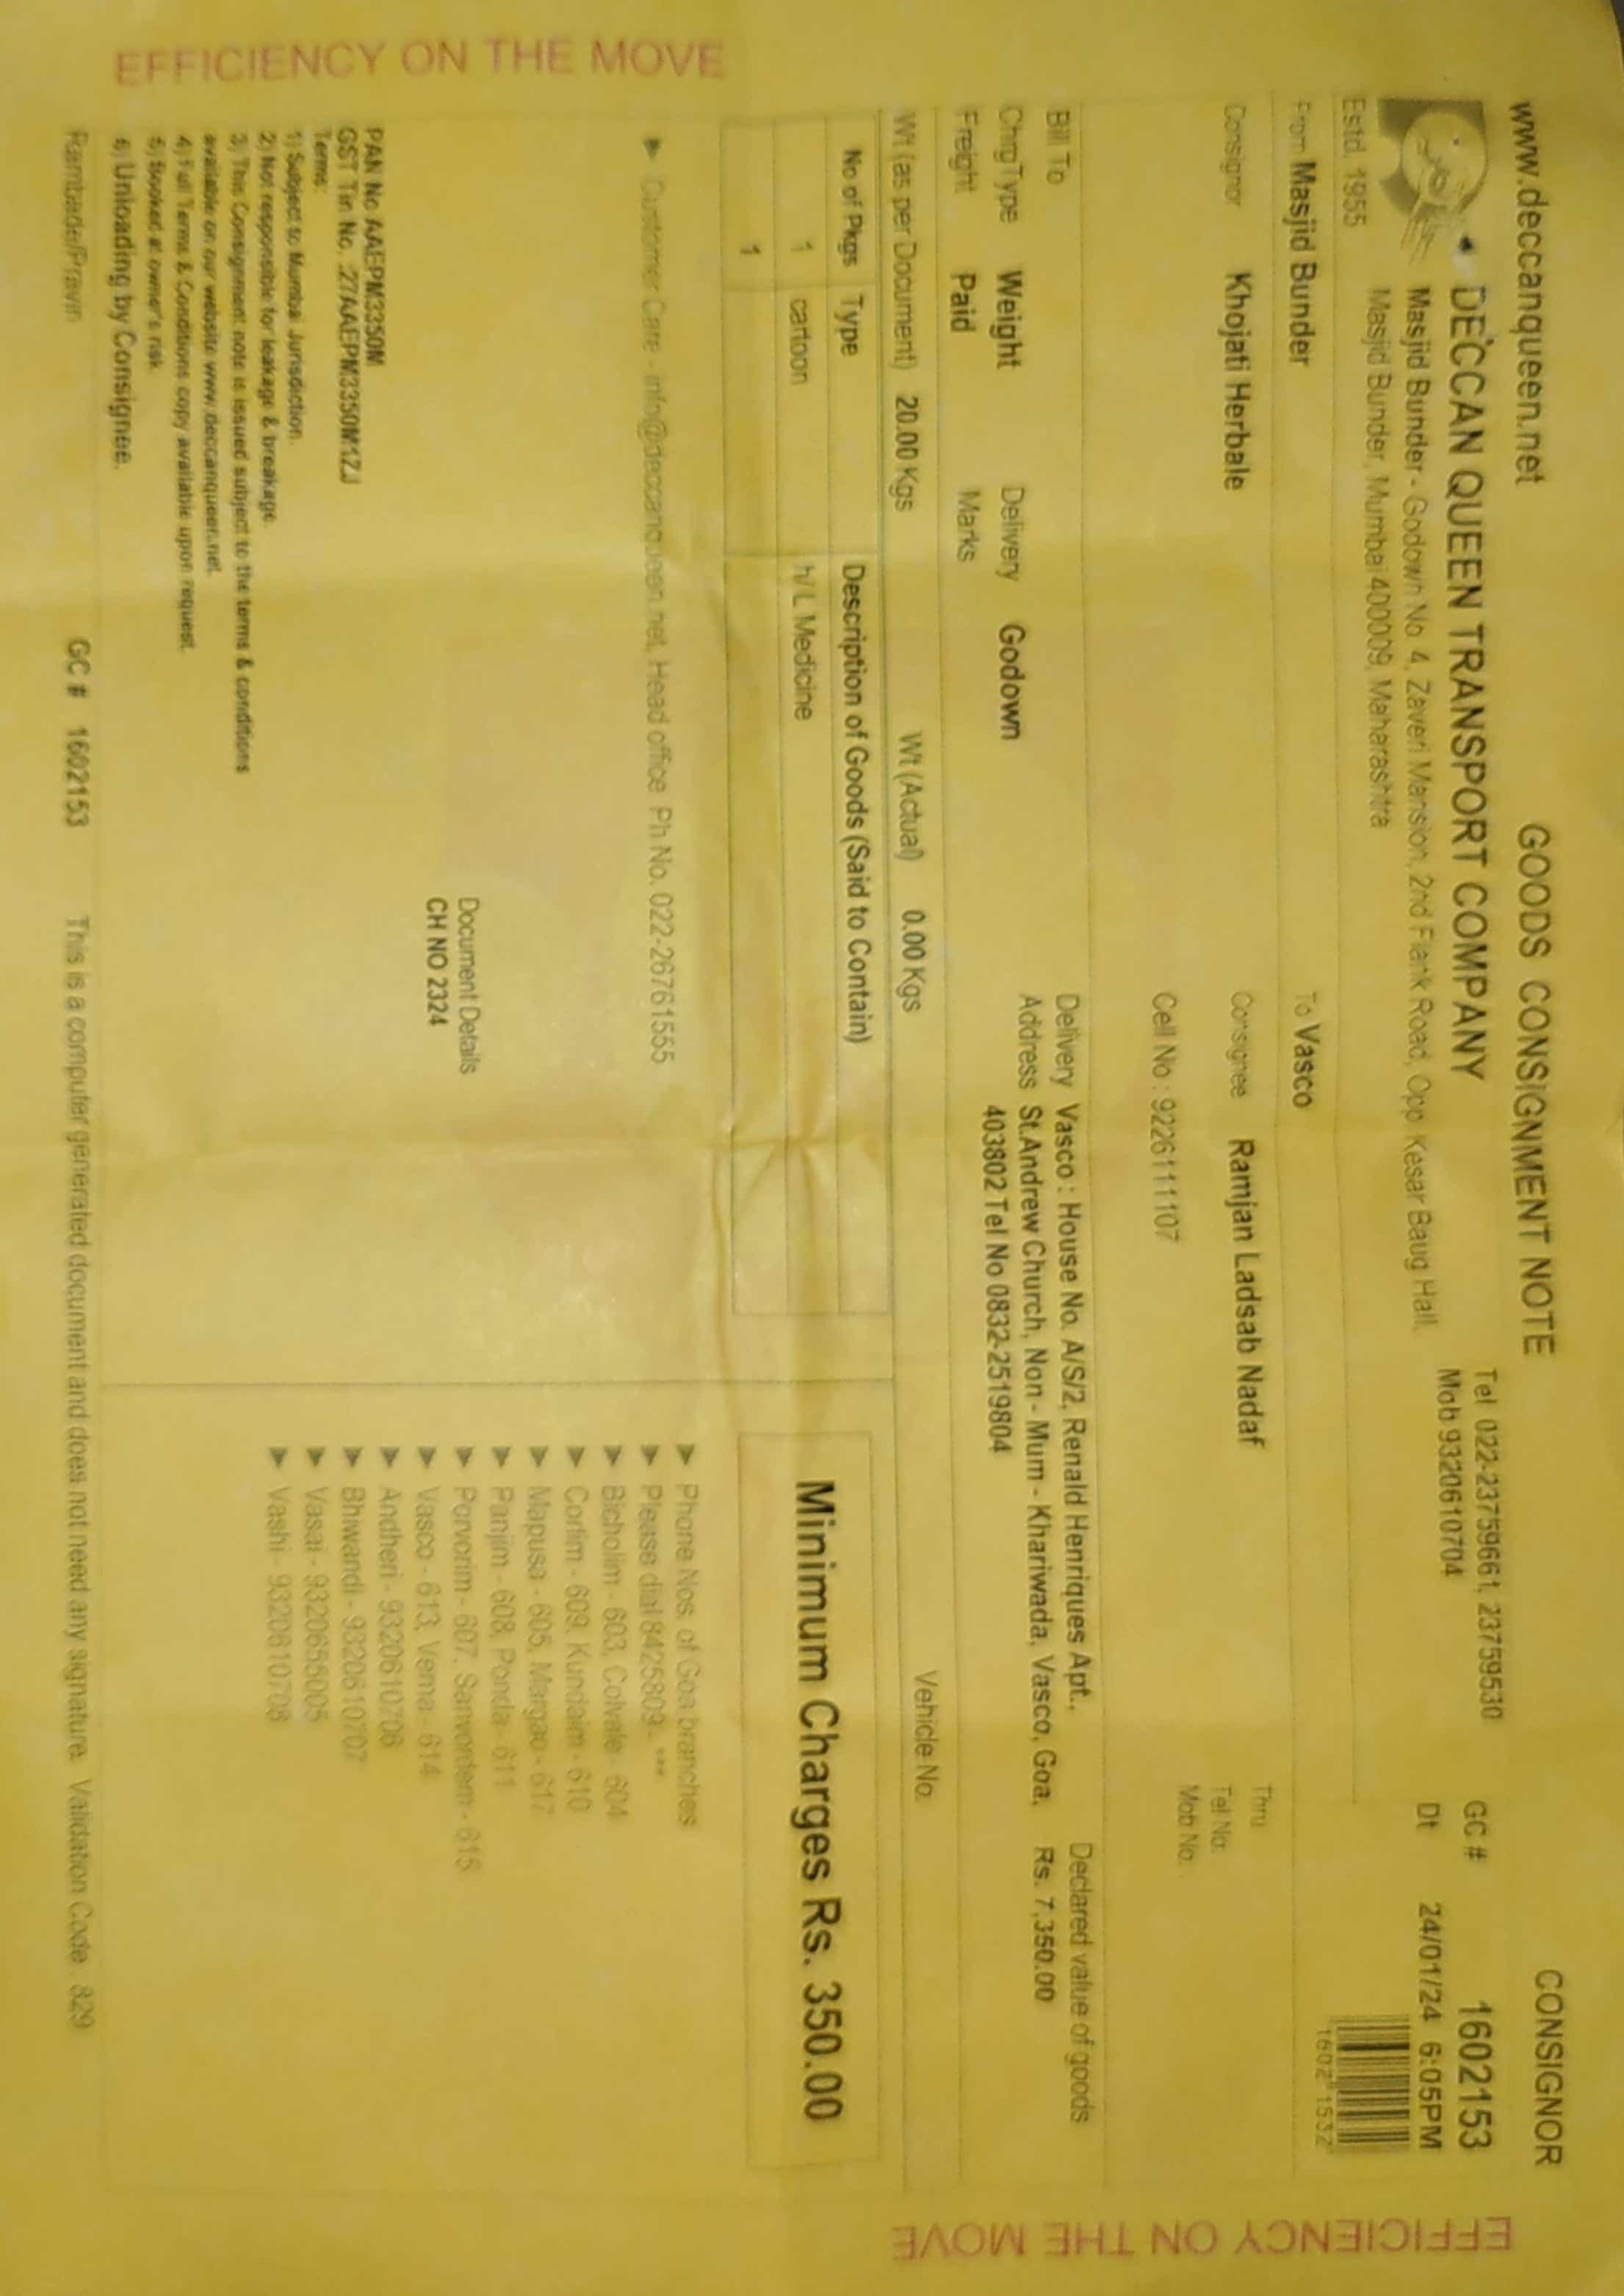 www.deccanqueen.net
GOODS CONSIGNMENT NOTE
CONSIGNOR
DECCAN QUEEN TRANSPORT COMPANY
Masjid Bunder - Godown No 4, Zaveri Mansion, 2nd Flank Road, Opp. Kesar Baug Hall,
Masjid Bunder, Mumbai 400009, Maharashtra
Estd. 1955
Tel 022-23759661, 23759530
Mob 9320610704
GC # 1602153
Dt 24/01/24 6:05PM
From Masjid Bunder
To Vasco
Consignor Khojati Herbale
Consignee Ramjan Ladsab Nadaf
Cell No : 9226111107
Thru
Tel No.
Mob No.
Bill To
Chrg Type Weight
Delivery Godown
Freight Paid
Marks
Delivery Vasco : House No. A/S/2, Renald Henriques Apt.,
Address St.Andrew Church, Non - Mum - Khariwada, Vasco, Goa.
403802 Tel No 0832-2519804
Declared value of goods
Rs. 7,350.00
Wt (as per Document) 20.00 Kgs
Wt (Actual) 0.00 Kgs
Vehicle No.
No of Pkgs Type Description of Goods (Said to Contain)
1 cartoon h/L Medicine
1
Minimum Charges Rs. 350.00
Customer Care - info@deccanqueen.net, Head office Ph No. 022-26761555
Phone Nos. of Goa branches
Please dial 8425809- ***
Bicholim - 603, Colvale - 604
Corlim - 609, Kundaim - 610
Mapusa - 605, Margao - 617
Panjim - 608, Ponda - 611
Porvorim - 607, Sanvordem - 615
Vasco - 613, Verna - 614
Andheri - 9320610706
Bhiwandi - 9320610707
Vasai - 9320655005
Vashi - 9320610708
Document Details
CH NO 2324
PAN No AAEPM3350M
GST Tin No. :27AAEPM3350M1ZJ
Terms:
1) Subject to Mumbai Jurisdiction.
2) Not responsible for leakage & breakage.
3) This Consignment note is issued subject to the terms & conditions
available on our website www.deccanqueen.net.
4) Full Terms & Conditions copy available upon request.
5) Booked at owner's risk.
6) Unloading by Consignee.
Rambade/Pravin
GC # 1602153
This is a computer generated document and does not need any signature. Validation Code : 829
EFFICIENCY ON THE MOVE
EFFICIENCY ON THE MOVE